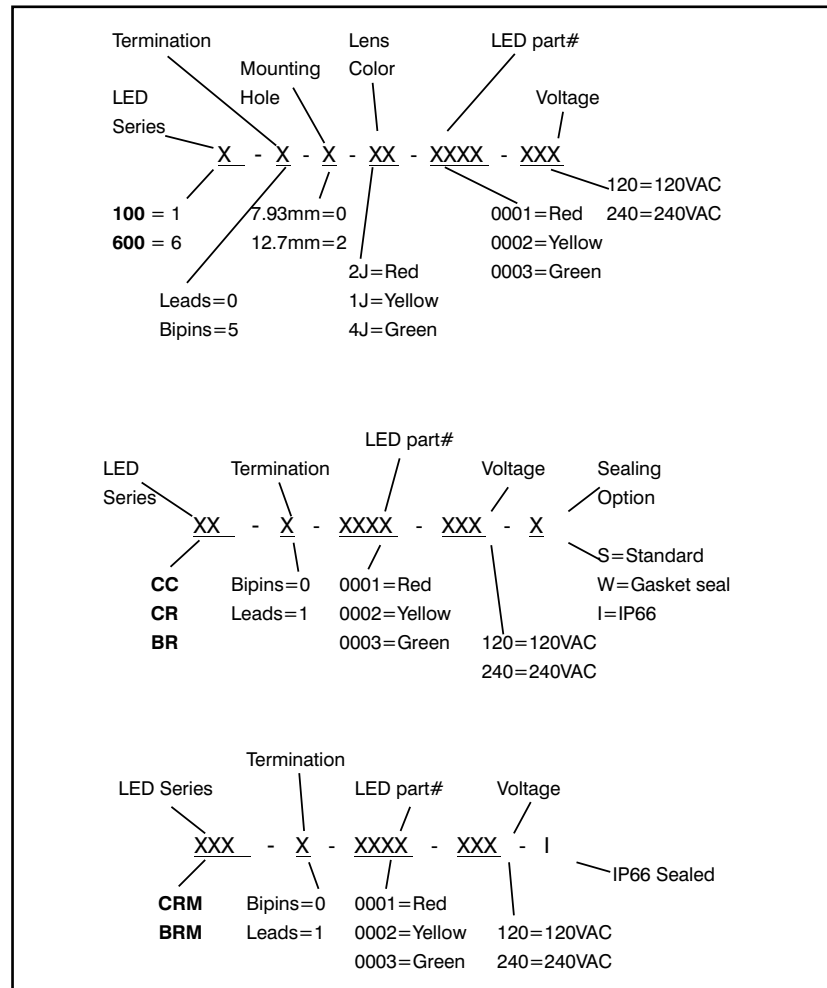 Termination Lens Color LED part#
Mounting Hole
LED Series Voltage
X - X - X - XX - XXXX - XXX
120=120VAC
100 = 1 7.93mm=0 0001=Red 240=240VAC
600 = 6 12.7mm=2 0002=Yellow
2J=Red 0003=Green
Leads=0 1J=Yellow
Bipins=5 4J=Green
LED part#
LED Series Termination Voltage Sealing Option
XX - X - XXXX - XXX - X
S=Standard
CC Bipins=0 0001=Red W=Gasket seal
CR Leads=1 0002=Yellow I=IP66
BR 0003=Green 120=120VAC
240=240VAC
Termination
LED Series LED part# Voltage
XXX - X - XXXX - XXX - I
IP66 Sealed
CRM Bipins=0 0001=Red
BRM Leads=1 0002=Yellow 120=120VAC
0003=Green 240=240VAC